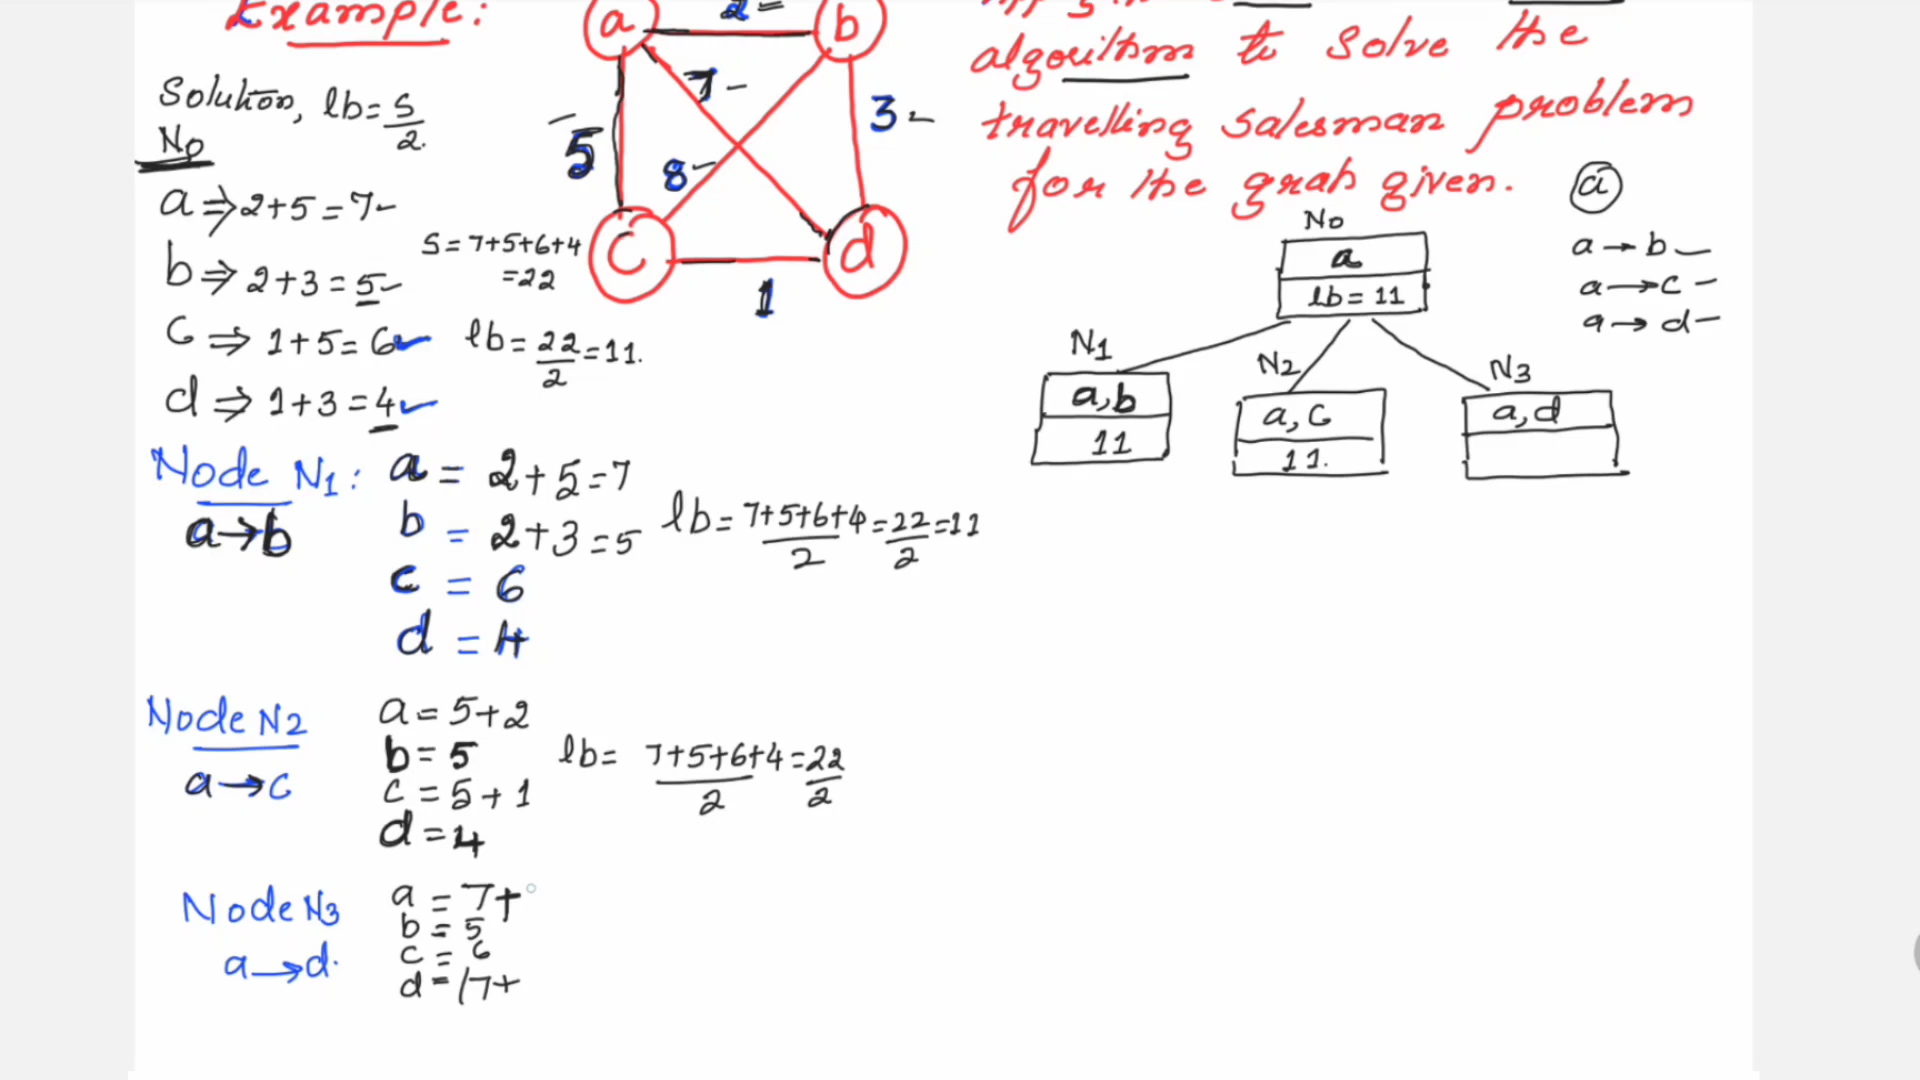 Example:
Solution, lb = S/2.
No
a ⇒ 2+5 = 7
b ⇒ 2+3 = 5
S = 7+5+6+4
= 22
c ⇒ 1+5 = 6
lb = 22/2 = 11.
d ⇒ 1+3 = 4
a
2
b
7
5
8
3
c
d
1
algorithm to solve the
travelling salesman problem
for the grah given.
a
a → b
a → c
a → d
No
a
lb = 11
N1
a,b
11
N2
a,c
11.
N3
a,d
Node N1:
a → b
a = 2+5 = 7
b = 2+3 = 5
c = 6
d = 4
lb = 7+5+6+4/2 = 22/2 = 11
Node N2
a → c
a = 5+2
b = 5
c = 5+1
d = 4
lb = 7+5+6+4/2 = 22/2
Node N3
a → d.
a = 7+
b = 5
c = 6
d = 7+